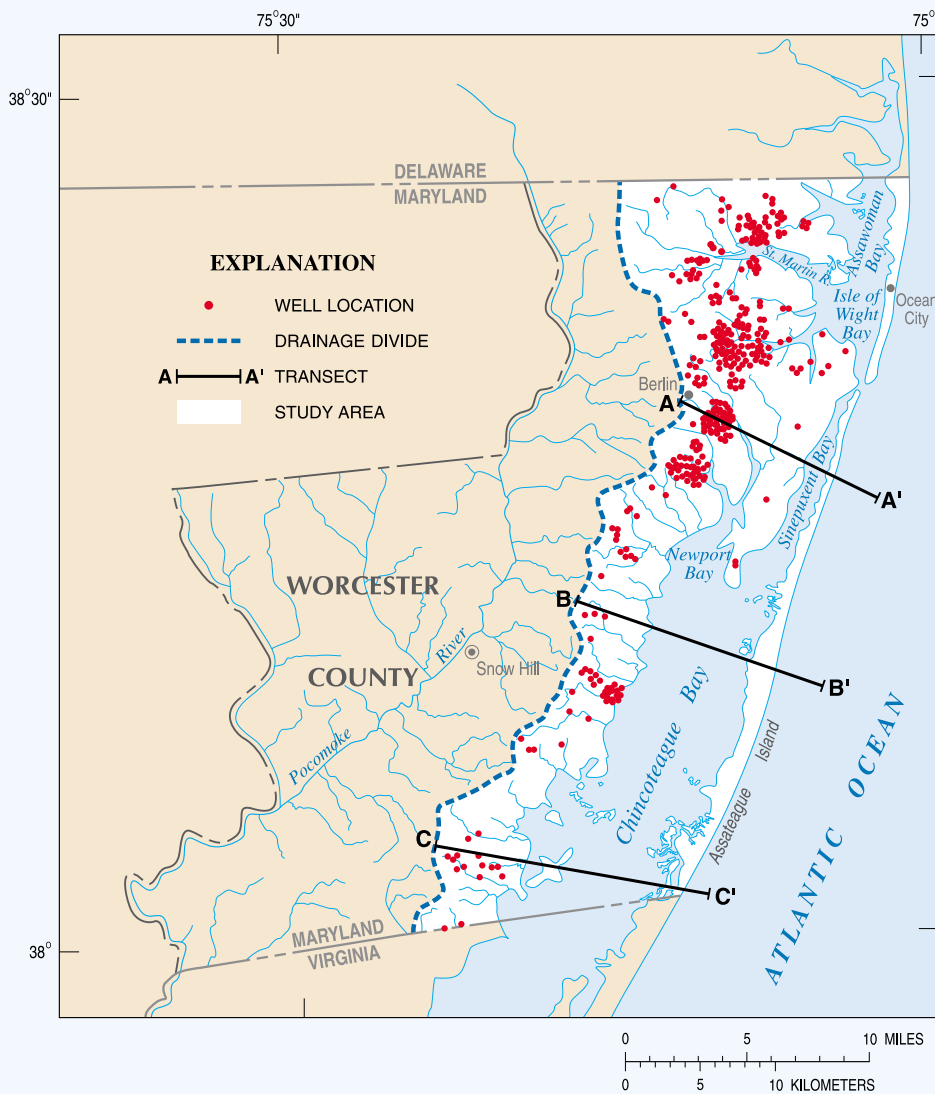 75°30"
75°
38°30"
DELAWARE
MARYLAND
EXPLANATION
WELL LOCATION
DRAINAGE DIVIDE
A A' TRANSECT
STUDY AREA
St. Martin R.
Assawoman
Bay
Isle of
Wight
Bay
Ocean
City
Berlin
A
A'
Sinepuxent Bay
Newport
Bay
WORCESTER
COUNTY
B
B'
River
Snow Hill
Pocomoke
Chincoteague Bay
Assateague Island
ATLANTIC OCEAN
C
C'
38°
MARYLAND
VIRGINIA
0 5 10 MILES
0 5 10 KILOMETERS